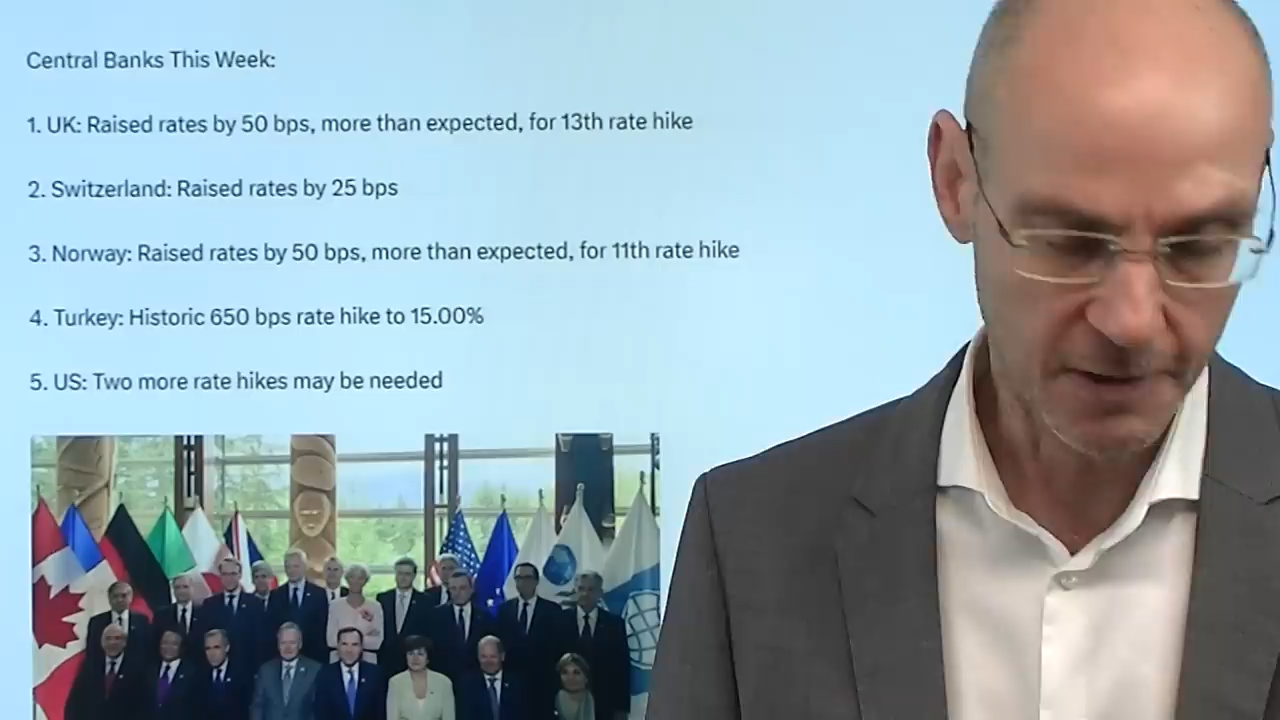 Central Banks This Week:
1. UK: Raised rates by 50 bps, more than expected, for 13th rate hike
2. Switzerland: Raised rates by 25 bps
3. Norway: Raised rates by 50 bps, more than expected, for 11th rate hike
4. Turkey: Historic 650 bps rate hike to 15.00%
5. US: Two more rate hikes may be needed